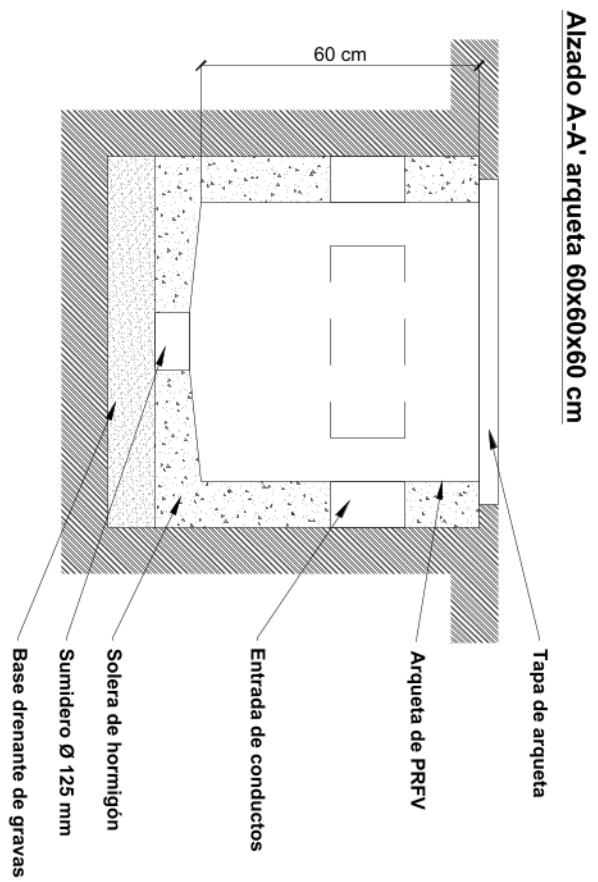 Alzado A-A' arqueta 60x60x60 cm
60 cm
Tapa de arqueta
Arqueta de PRFV
Entrada de conductos
Solera de hormigón
Sumidero Ø 125 mm
Base drenante de gravas